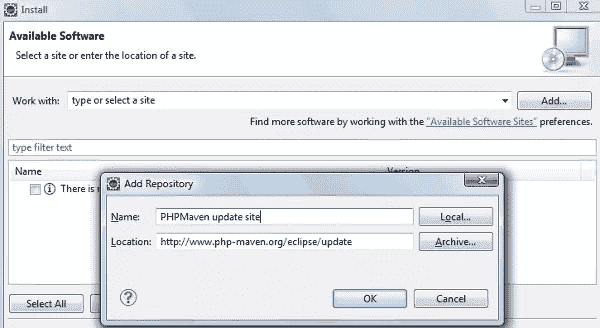 Install
Available Software
Select a site or enter the location of a site.
Work with: type or select a site Add...
Find more software by working with the "Available Software Sites" preferences.
type filter text
Name Version
There is
Add Repository
Name: PHPMaven update site Local...
Location: http://www.php-maven.org/eclipse/update Archive...
Select All
OK Cancel